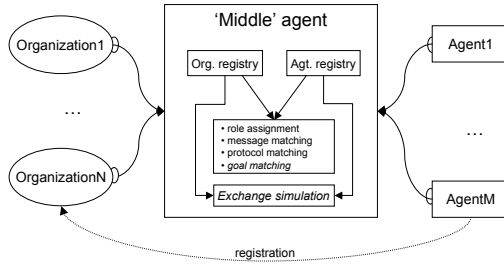 ‘Middle’ agent
Organization1
Agent1
Org. registry
Agt. registry
…
• role assignment
• message matching
• protocol matching
• goal matching
…
OrganizationN
Exchange simulation
AgentM
registration